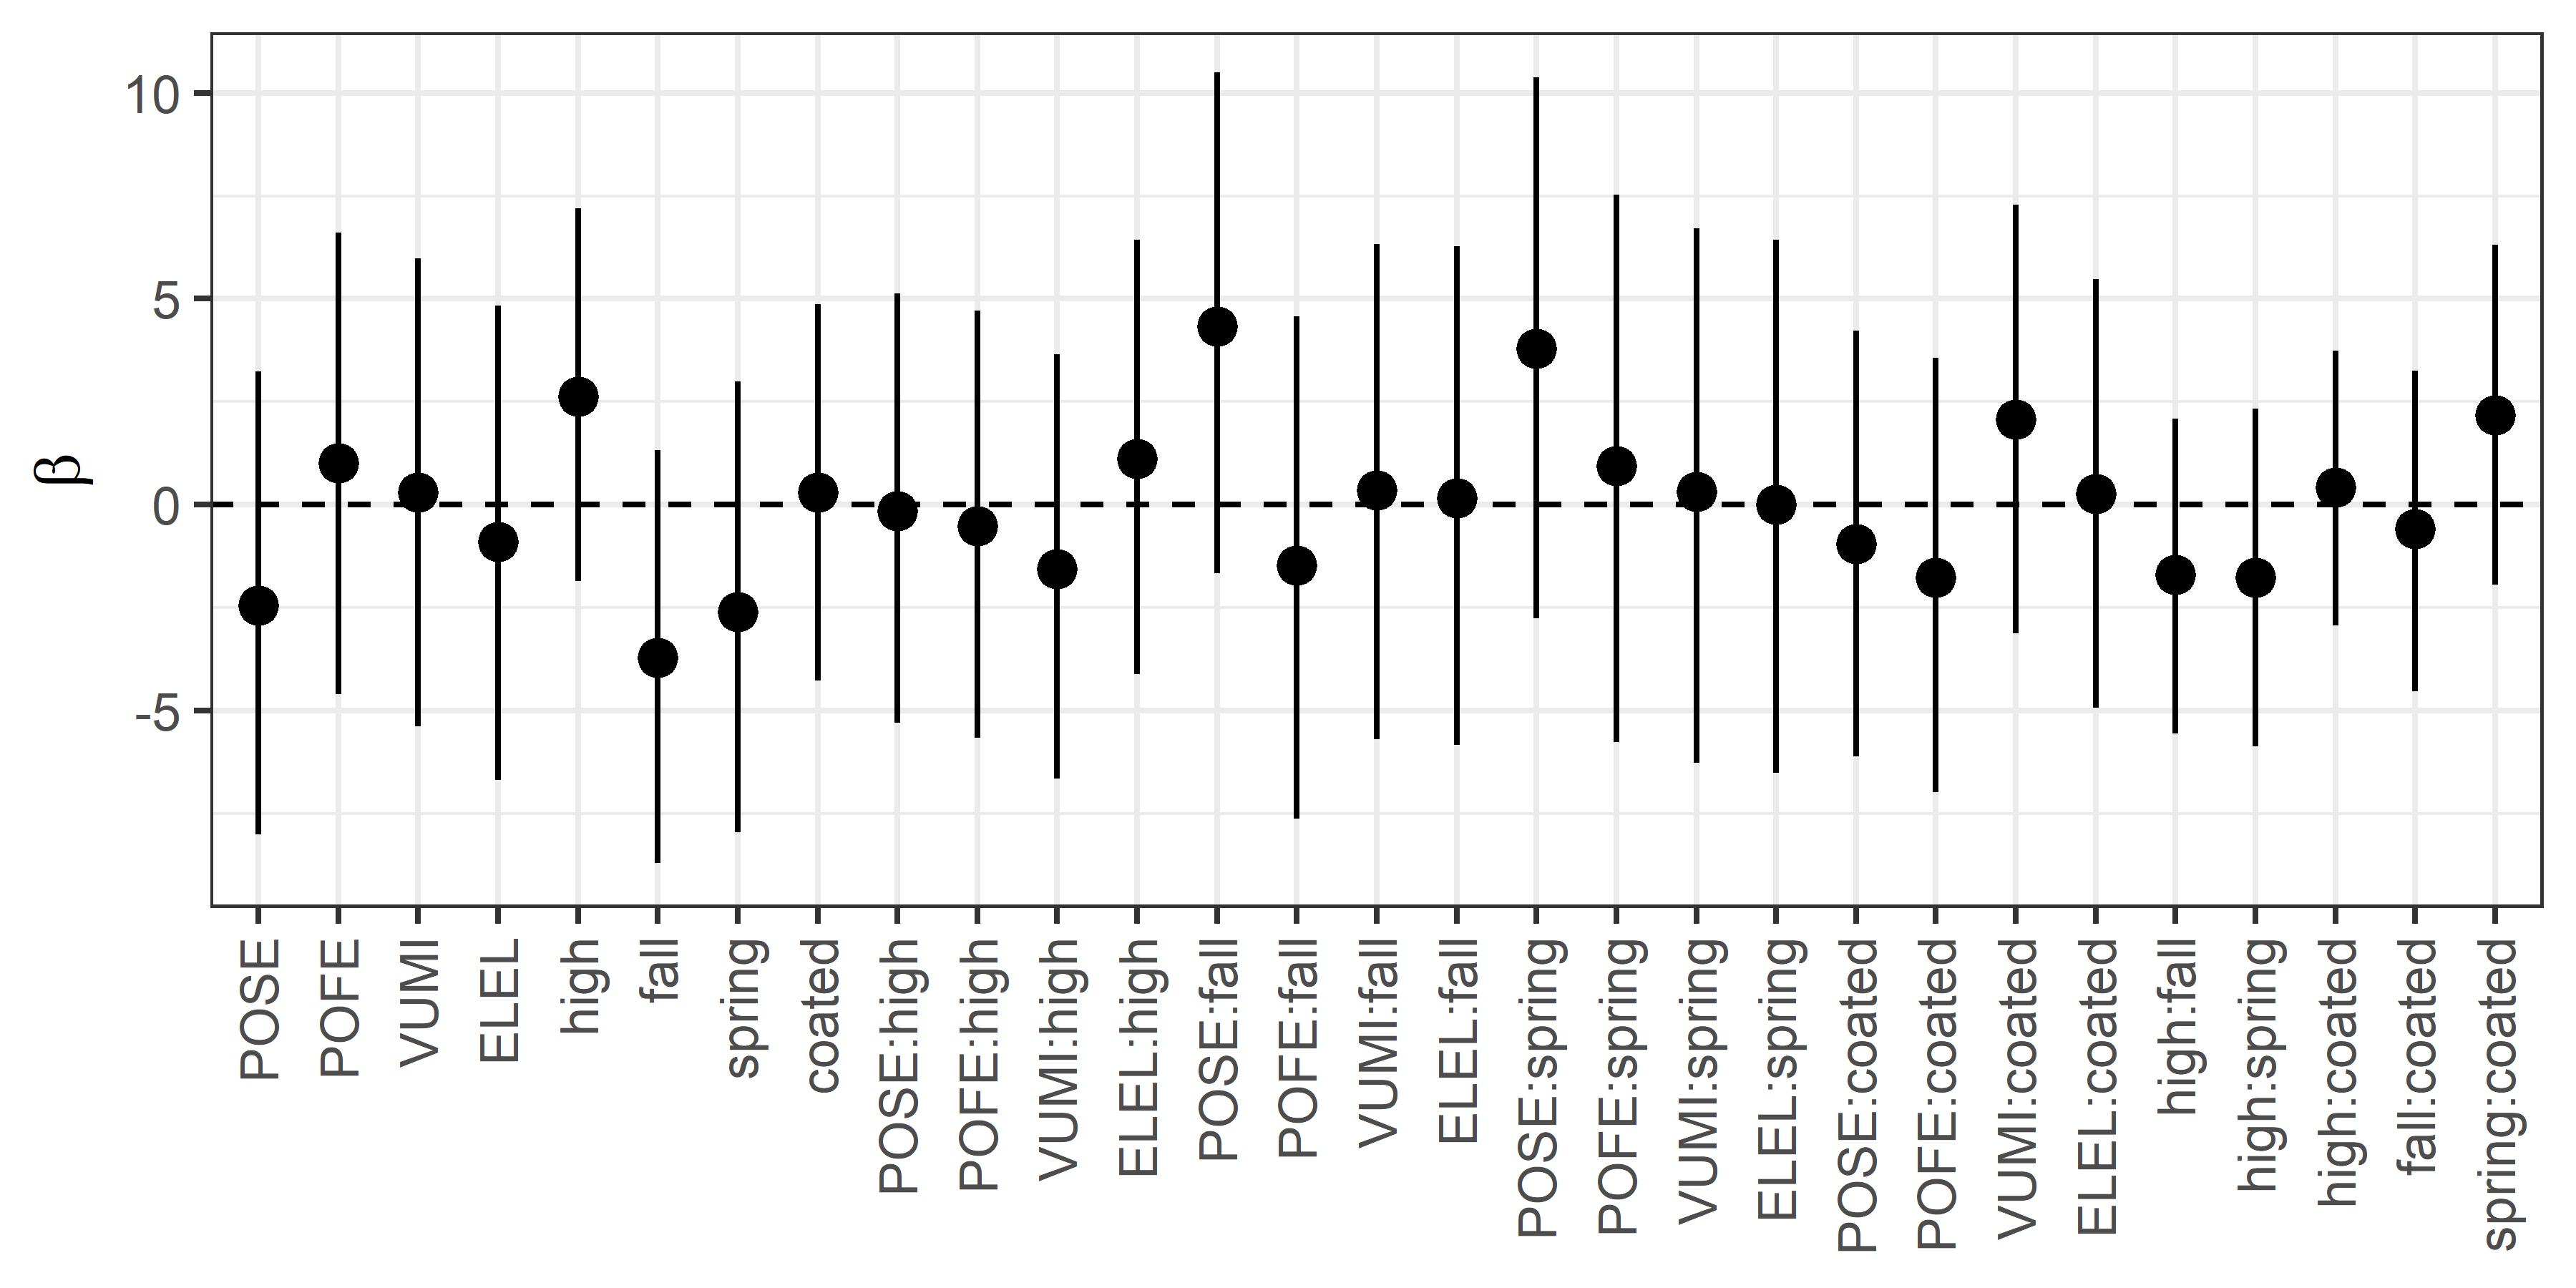 10
5
0
-5
β
POSE
POFE
VUMI
ELEL
high
fall
spring
coated
POSE:high
POFE:high
VUMI:high
ELEL:high
POSE:fall
POFE:fall
VUMI:fall
ELEL:fall
POSE:spring
POFE:spring
VUMI:spring
ELEL:spring
POSE:coated
POFE:coated
VUMI:coated
ELEL:coated
high:fall
high:spring
high:coated
fall:coated
spring:coated